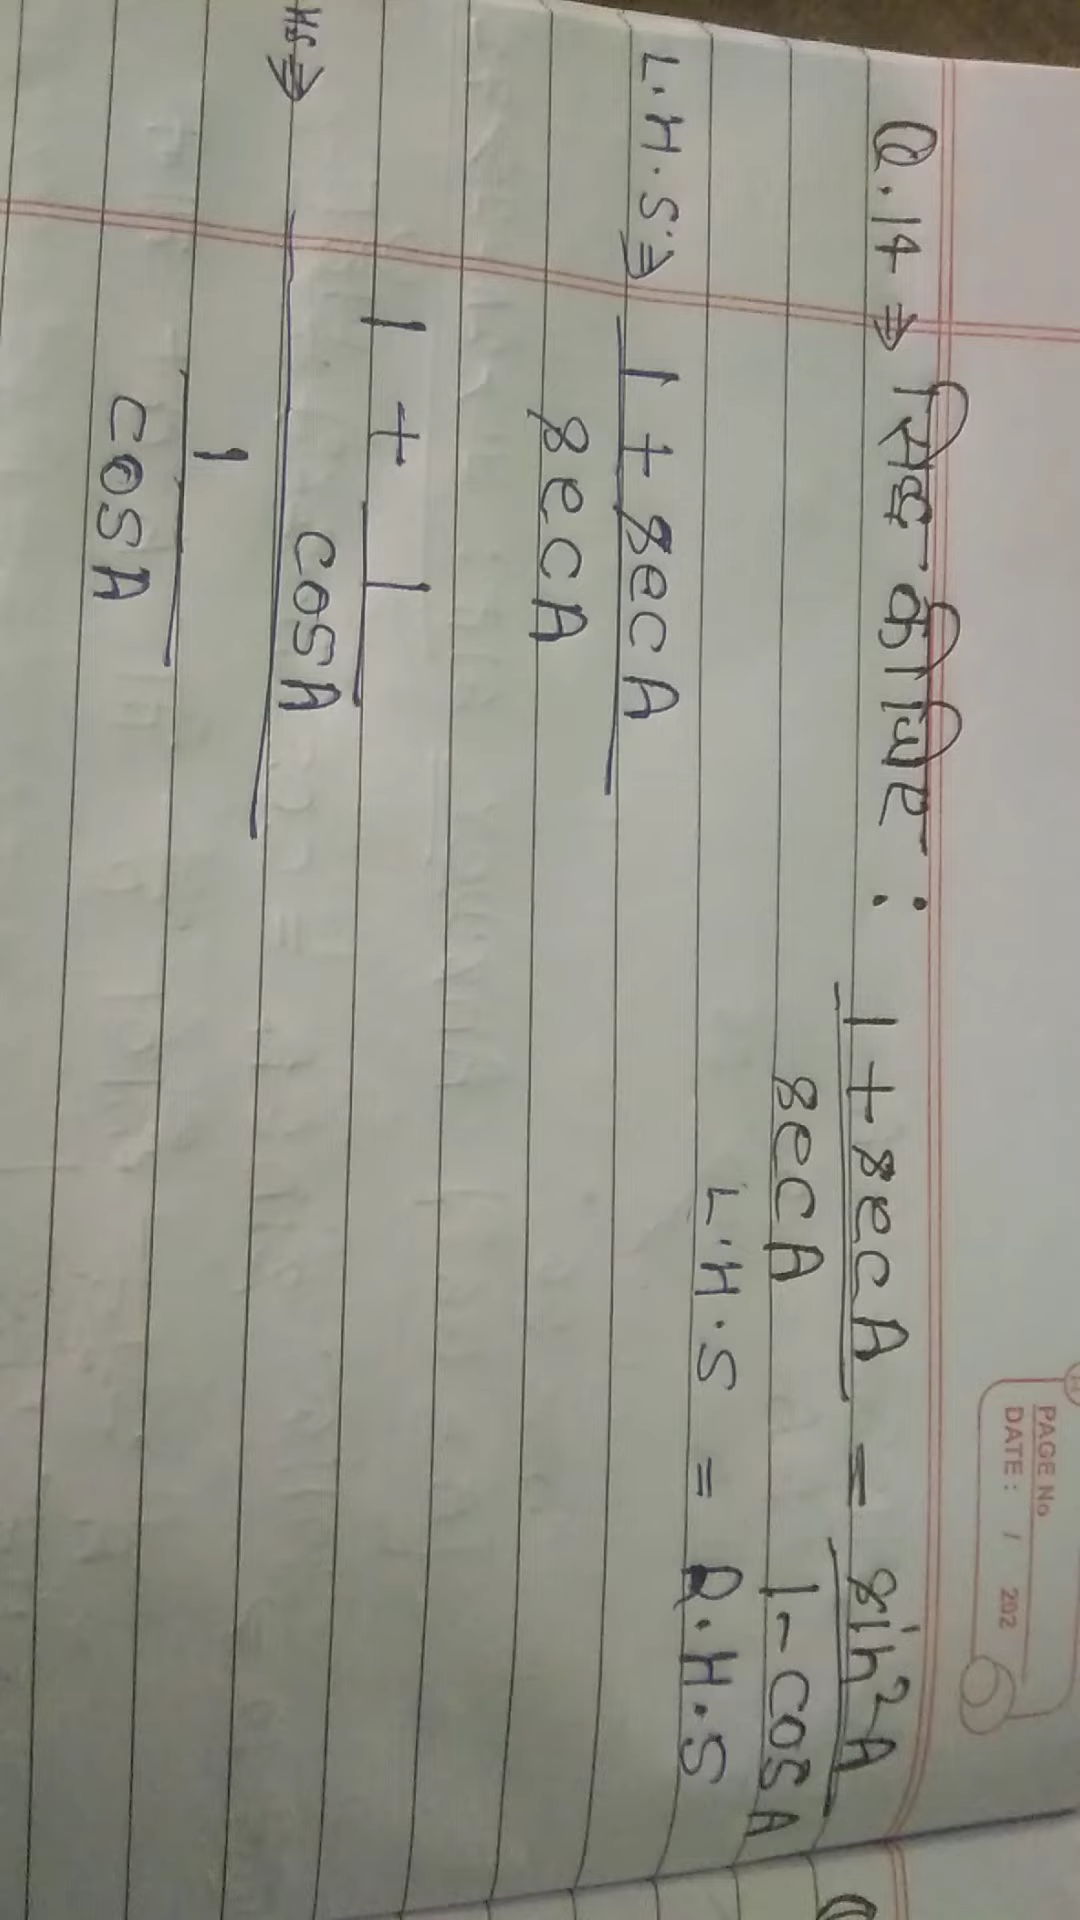 PAGE No
DATE: / 202
Q.14 ⇒ सिद्ध कीजिए : 1 + secA / secA = sin²A / 1 - cosA
L.H.S = R.H.S
L.H.S ⇒ 1 + secA / secA
HS ⇒ 1 + 1 / cosA
1 / cosA